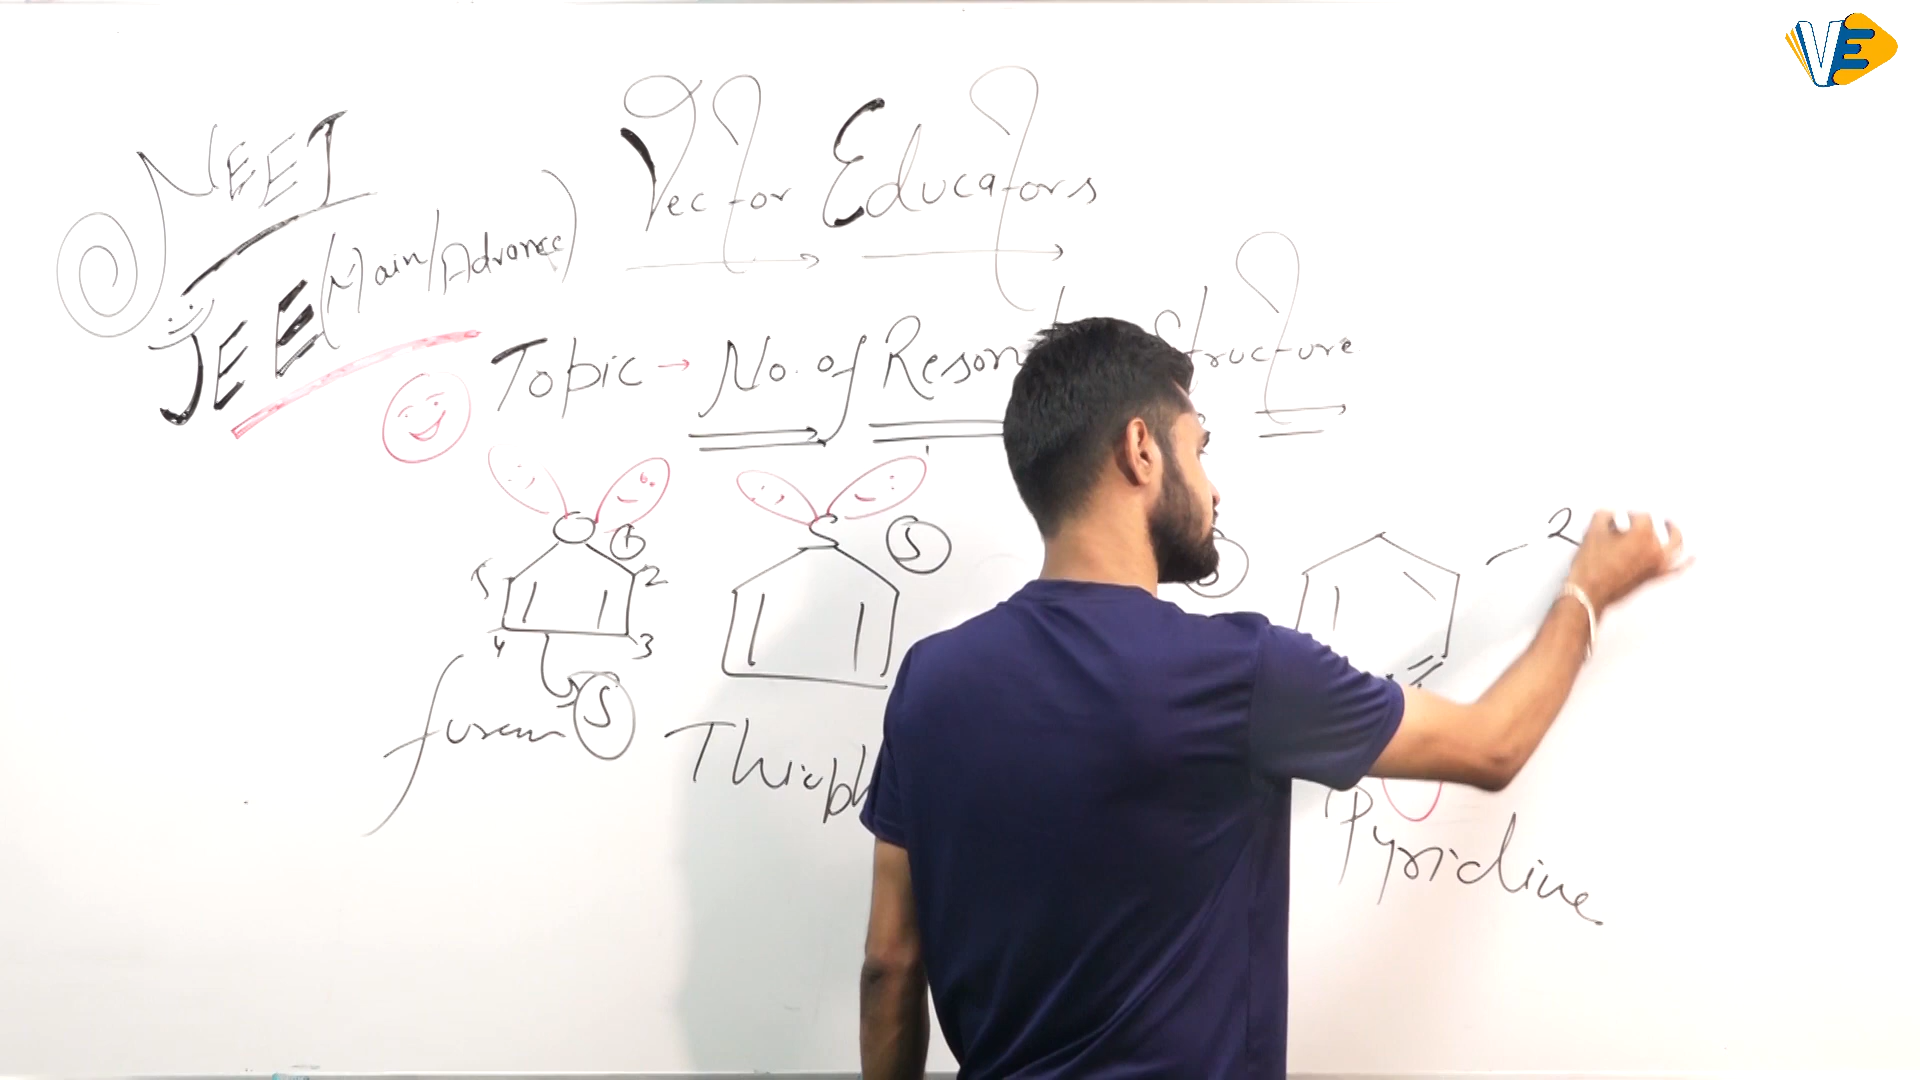 VE
NEET
Vector Educators
JEE (Main/Advance)
Topic → No. of Reson Structure
S
1
2
4
3
2
furan
5
Thioph
Pyridine